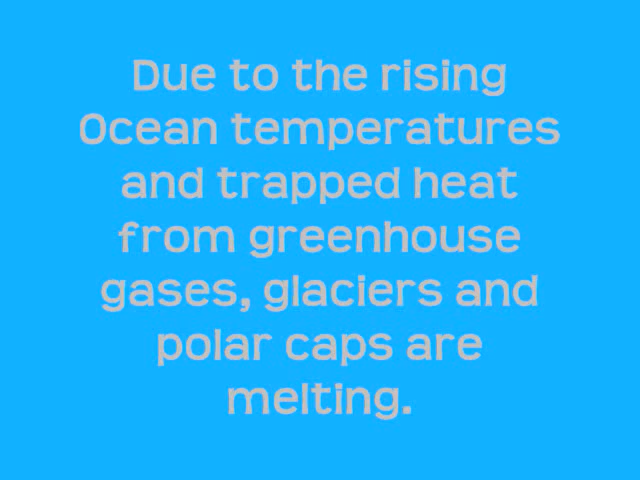 Due to the rising
Ocean temperatures
and trapped heat
from greenhouse
gases, glaciers and
polar caps are
melting.